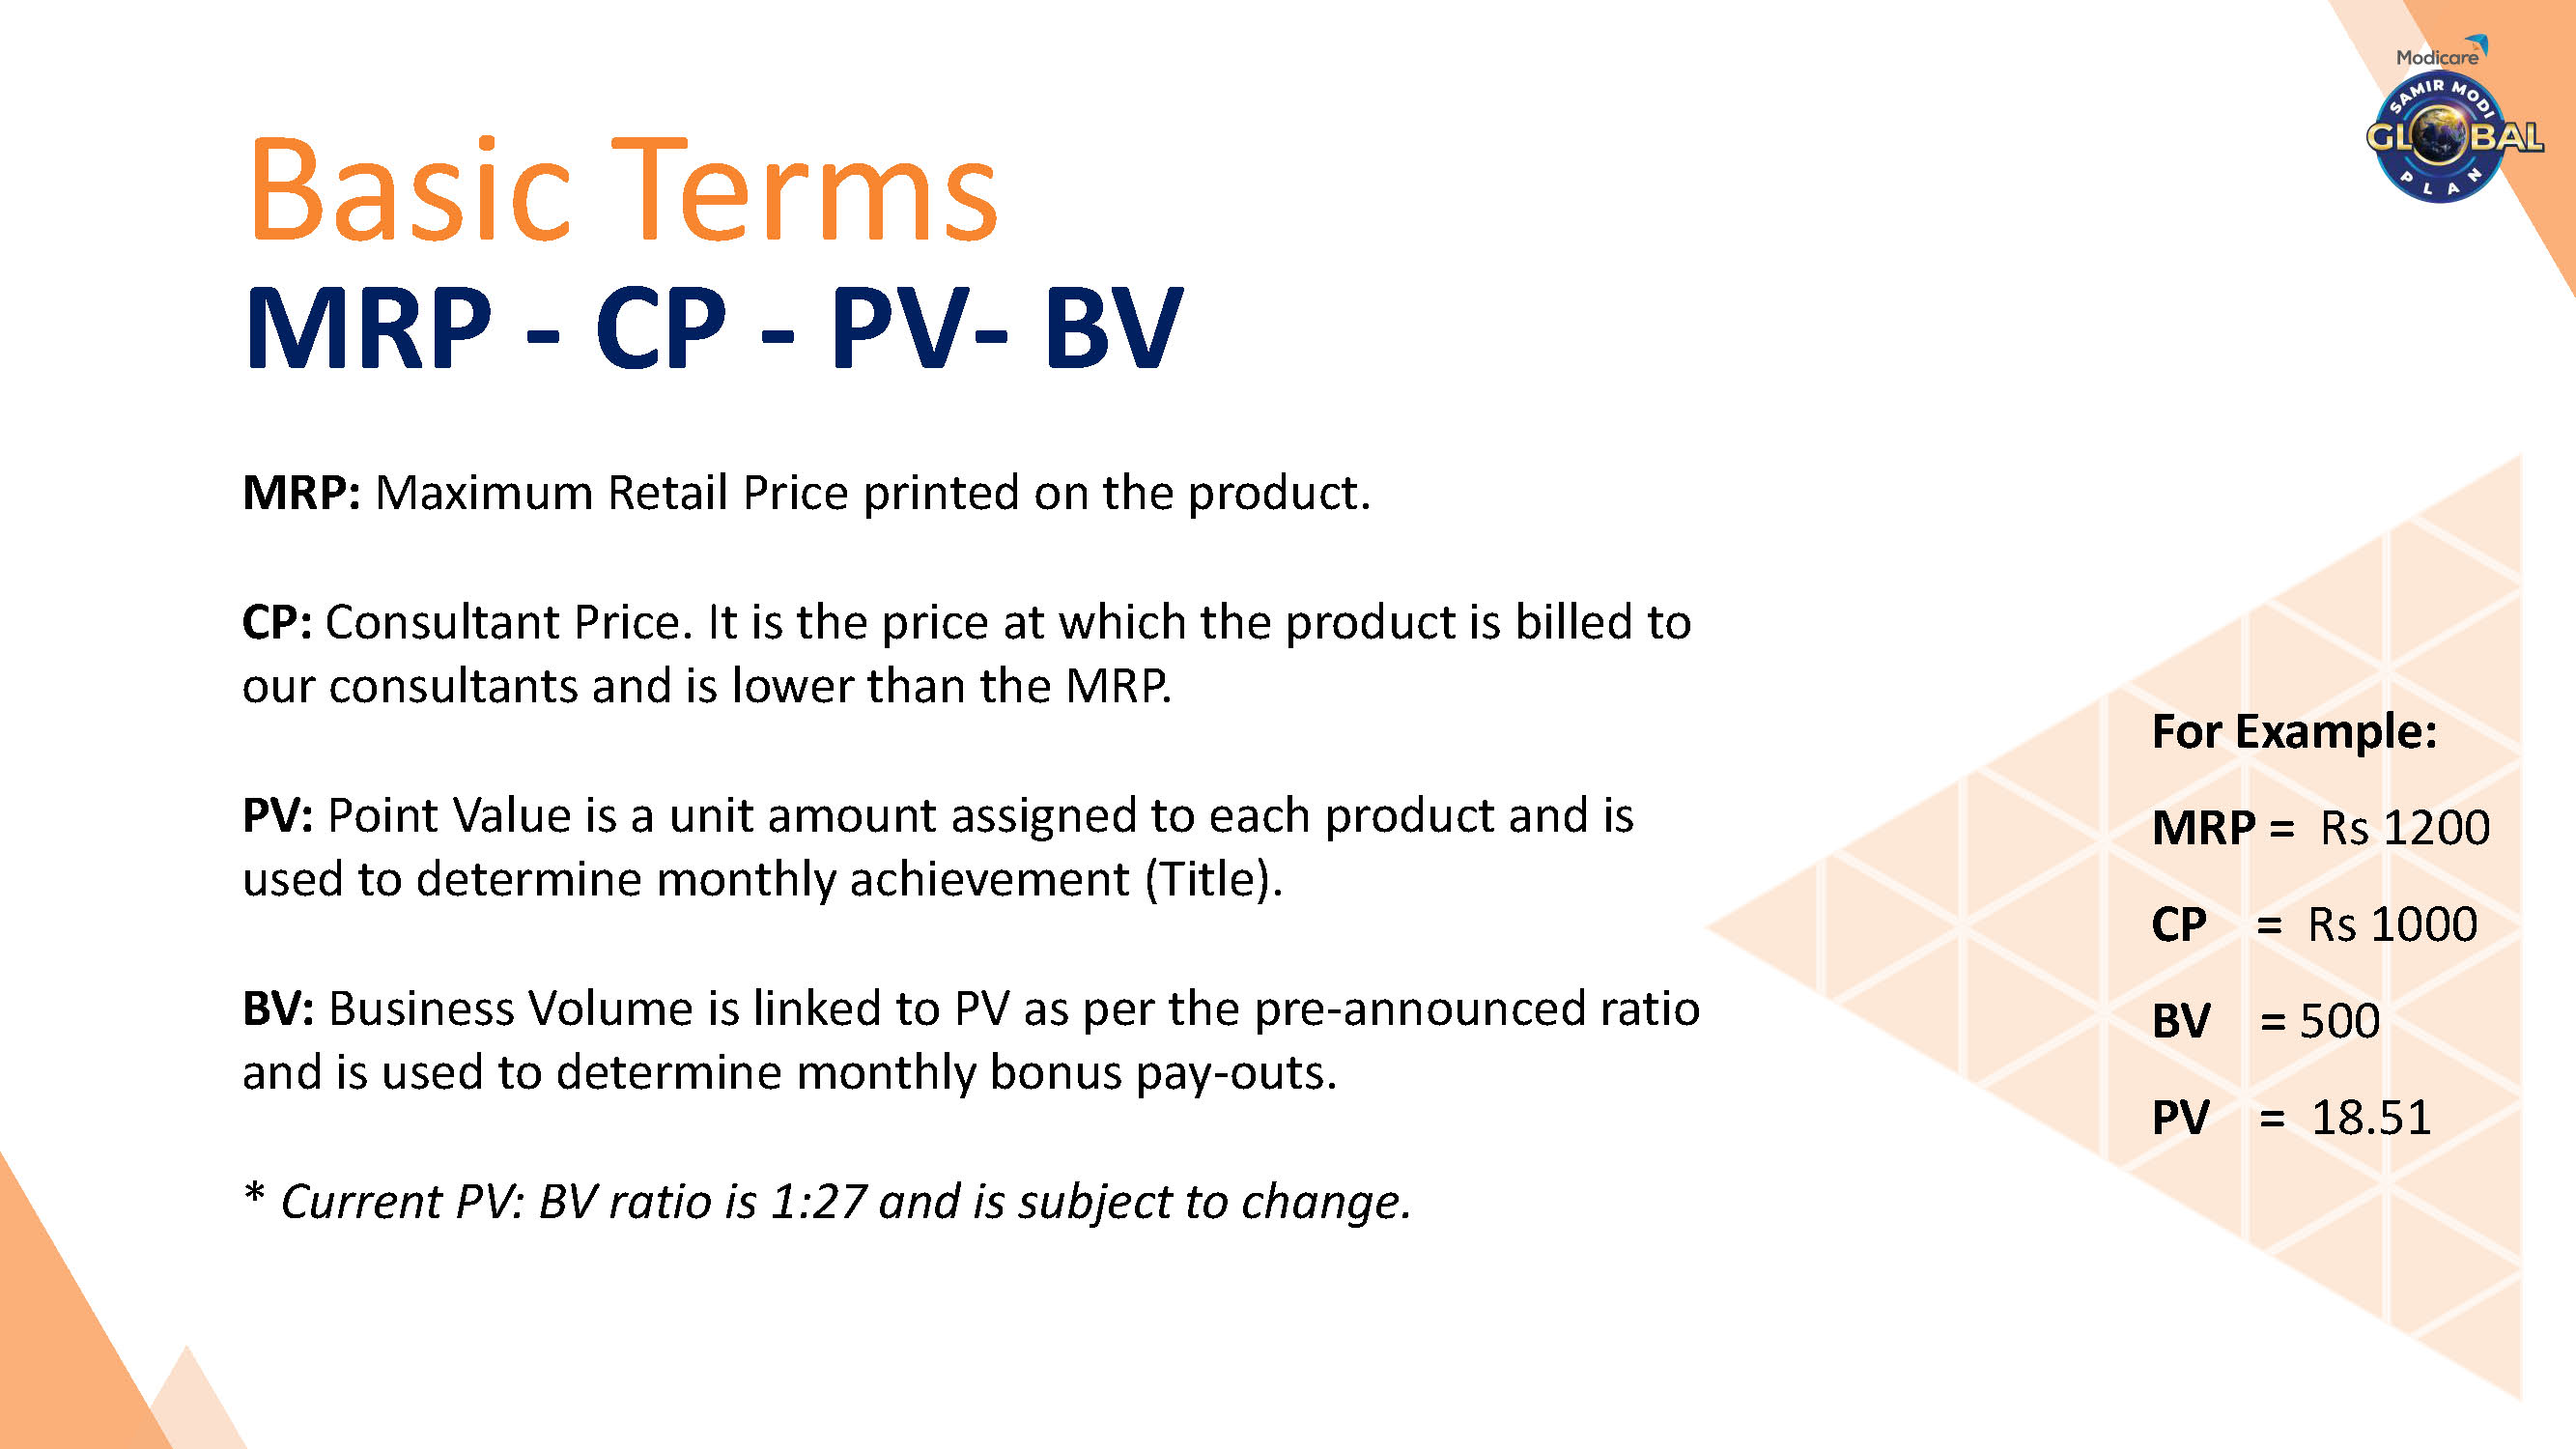 Modicare
SAMIR MODI
GLOBAL
PLAN
Basic Terms
MRP - CP - PV- BV
MRP: Maximum Retail Price printed on the product.
CP: Consultant Price. It is the price at which the product is billed to
our consultants and is lower than the MRP.
PV: Point Value is a unit amount assigned to each product and is
used to determine monthly achievement (Title).
BV: Business Volume is linked to PV as per the pre-announced ratio
and is used to determine monthly bonus pay-outs.
* Current PV: BV ratio is 1:27 and is subject to change.
For Example:
MRP = Rs 1200
CP = Rs 1000
BV = 500
PV = 18.51